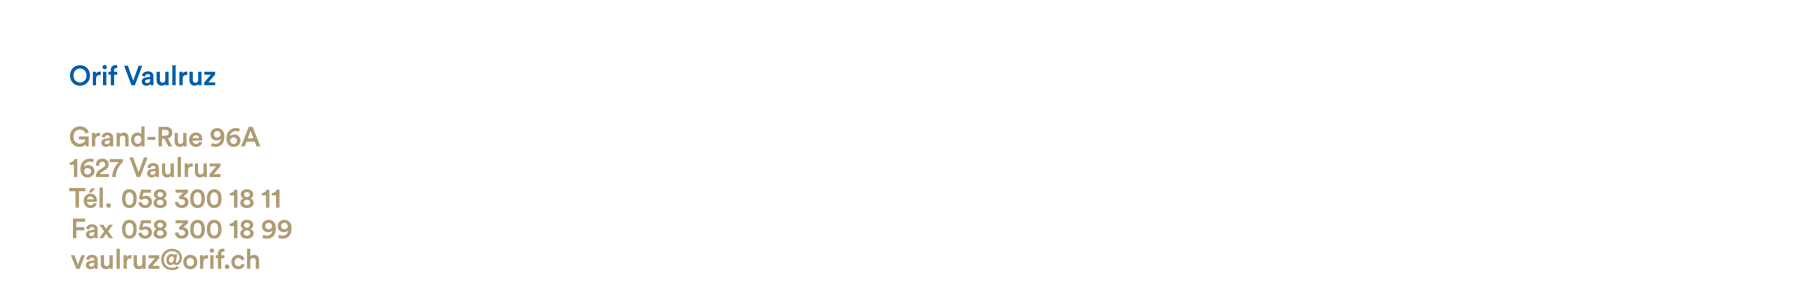 Orif Vaulruz
Grand-Rue 96A
1627 Vaulruz
Tél. 058 300 18 11
Fax 058 300 18 99
vaulruz@orif.ch